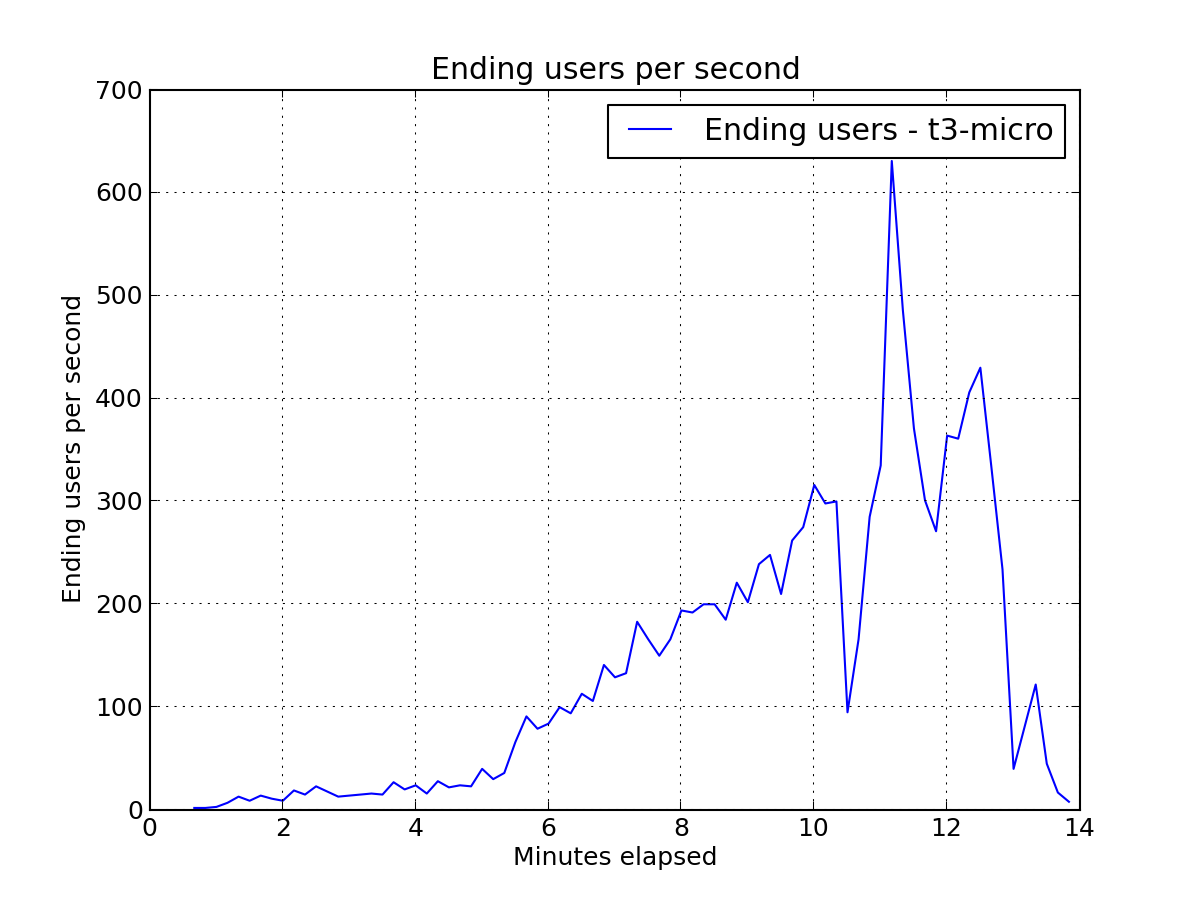 Ending users per second
Ending users - t3-micro
700
600
500
400
300
200
100
0
Ending users per second
0 2 4 6 8 10 12 14
Minutes elapsed